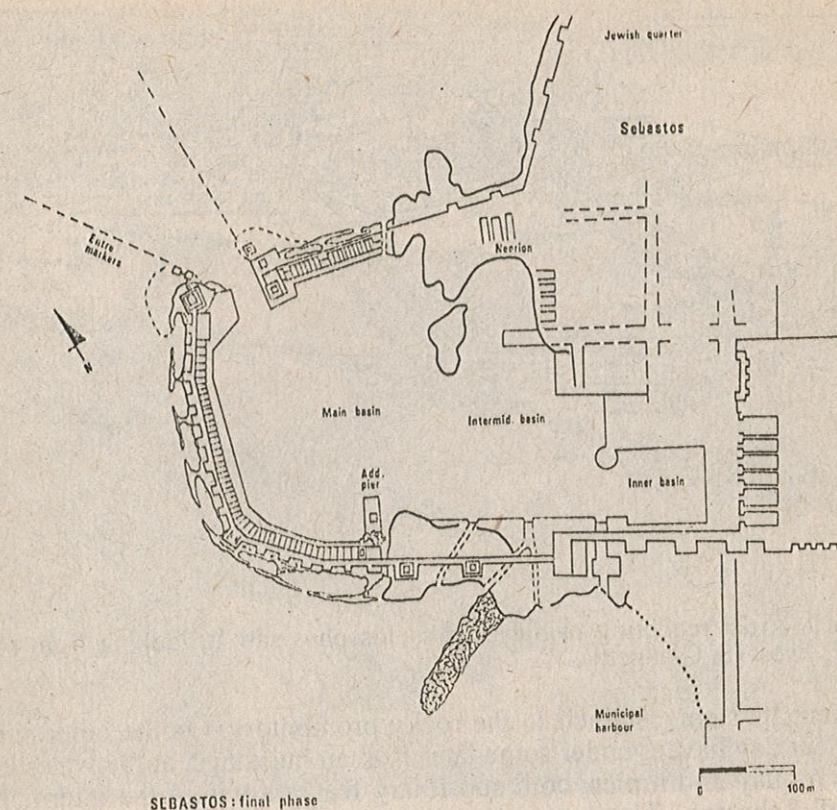 Jewish quarter
Sebastos
Entre
markers
Neorion
N
Main basin
Intermid. basin
Inner basin
Add.
pier
Municipal
harbour
0 100m
SEBASTOS: final phase